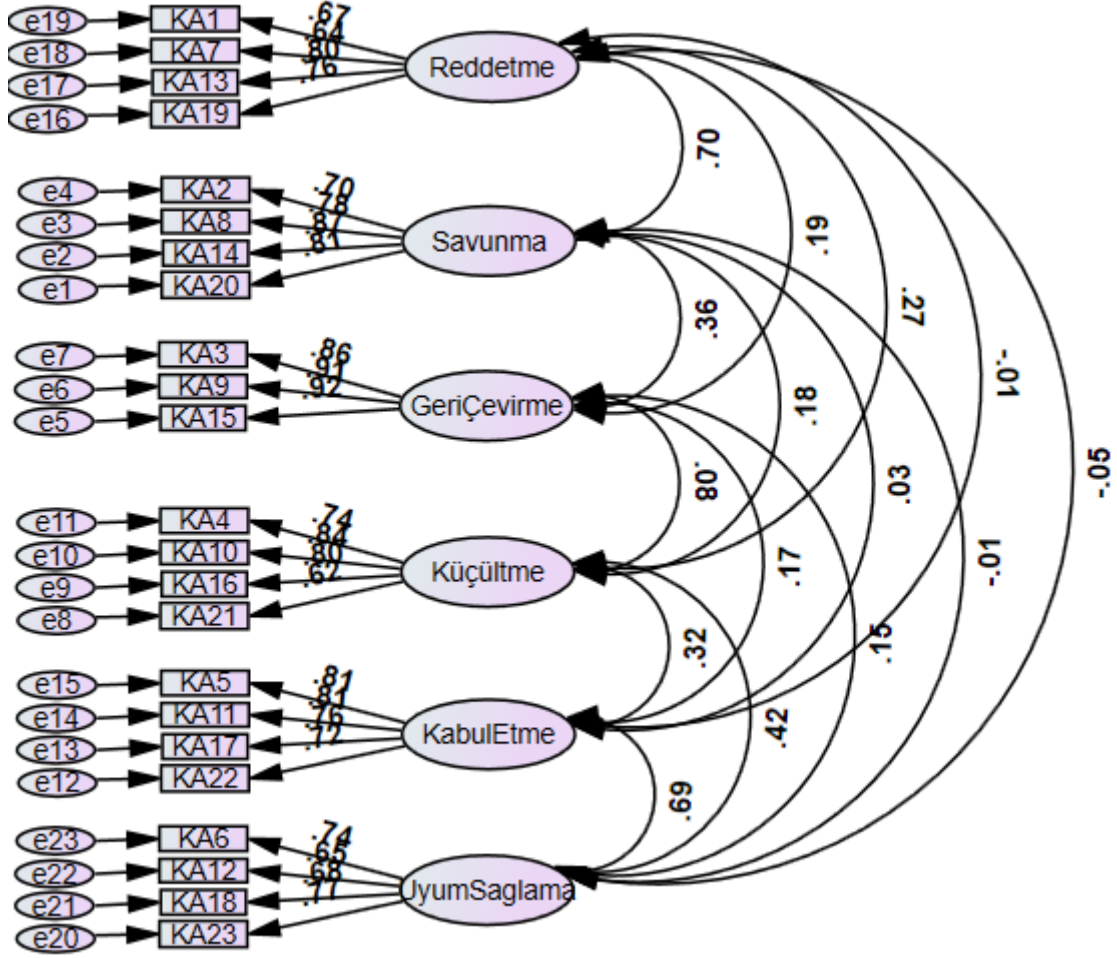 e19 KA1 .67
e18 KA7 .64
e17 KA13 .80
e16 KA19 .76
Reddetme
.70
e4 KA2 .70
e3 KA8 .78
e2 KA14 .87
e1 KA20 .81
Savunma
.19
.27
.36
e7 KA3 .86
e6 KA9 .91
e5 KA15 .92
GeriÇevirme
.18
-.01
.03
-.05
e11 KA4 .74
e10 KA10 .84
e9 KA16 .80
e8 KA21 .62
Küçültme
.17
-.01
.32
.15
e15 KA5 .81
e14 KA11 .81
e13 KA17 .76
e12 KA22 .72
KabulEtme
.42
.69
e23 KA6 .74
e22 KA12 .65
e21 KA18 .68
e20 KA23 .77
UyumSaglama